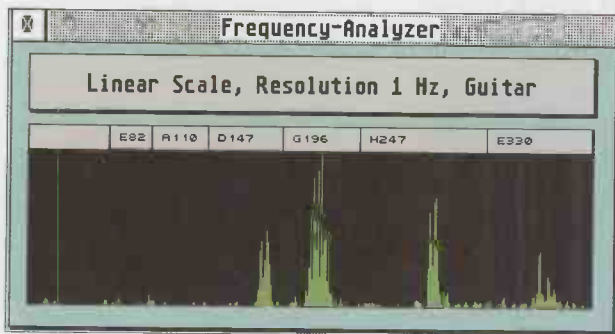 Frequency-Analyzer
Linear Scale, Resolution 1 Hz, Guitar
E82 A110 D147 G196 H247 E330